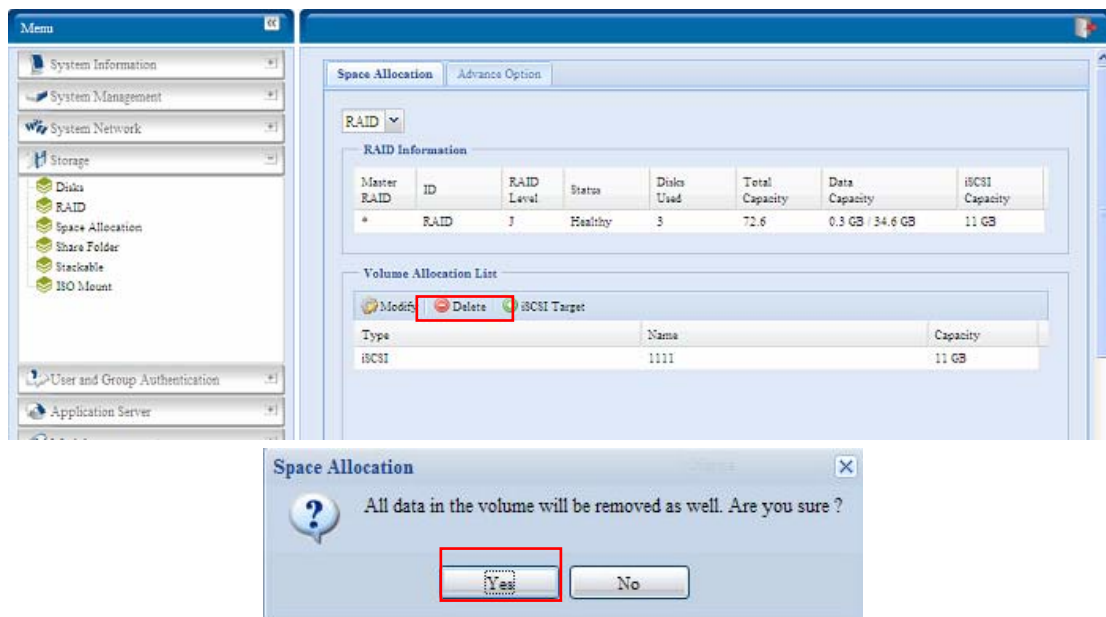 Menu
System Information
System Management
System Network
Storage
Disks
RAID
Space Allocation
Share Folder
Stackable
ISO Mount
User and Group Authentication
Application Server
Space Allocation Advance Option
RAID
RAID Information
Master RAID ID RAID Level Status Disks Used Total Capacity Data Capacity iSCSI Capacity
* RAID J Healthy 3 72.6 0.3 GB / 34.6 GB 11 GB
Volume Allocation List
Modify Delete iSCSI Target
Type Name Capacity
iSCSI 1111 11 GB
Space Allocation
All data in the volume will be removed as well. Are you sure ?
Yes No